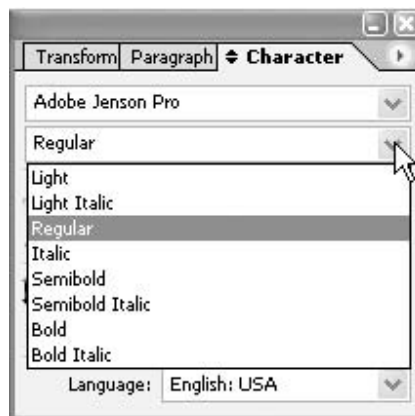 Transform Paragraph Character
Adobe Jenson Pro
Regular
Light
Light Italic
Regular
Italic
Semibold
Semibold Italic
Bold
Bold Italic
Language: English: USA